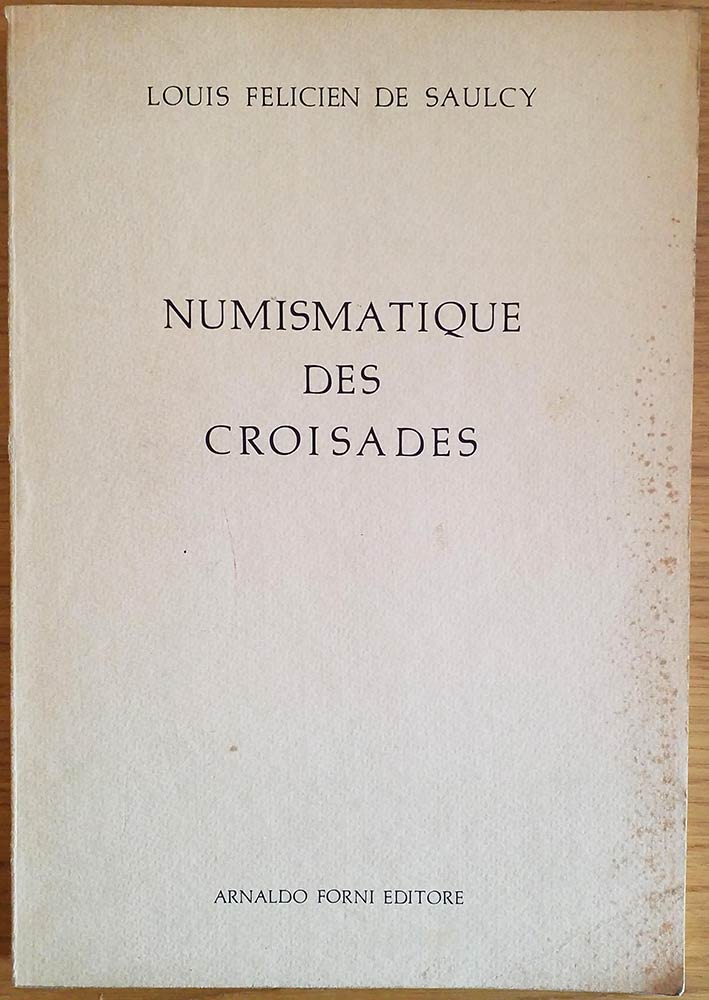 LOUIS FELICIEN DE SAULCY
NUMISMATIQUE
DES
CROISADES
ARNALDO FORNI EDITORE